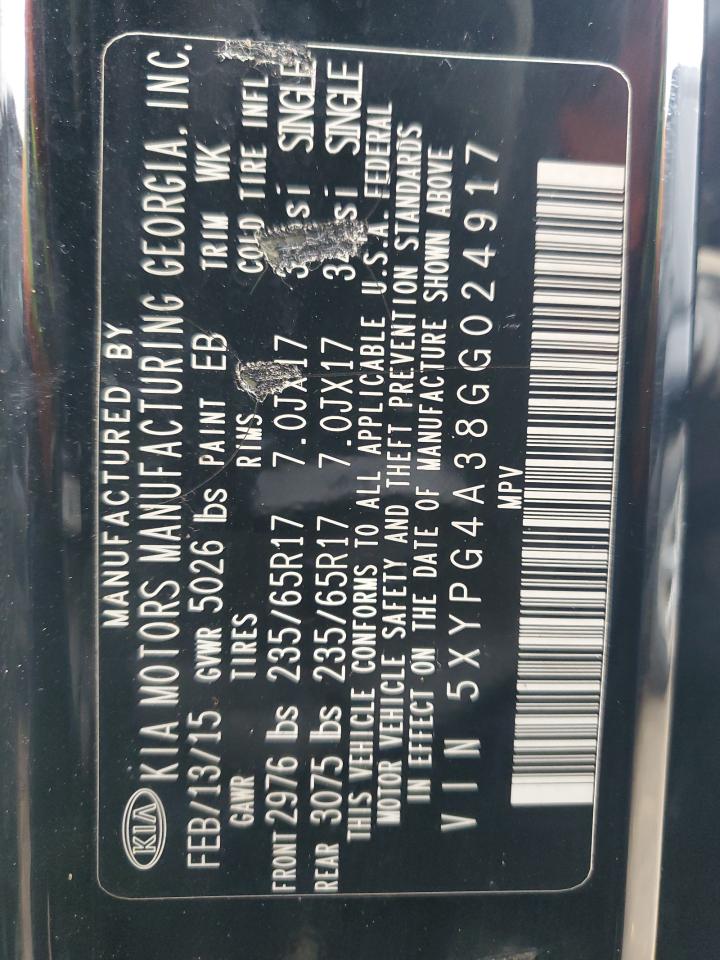 MANUFACTURED BY
KIA KIA MOTORS MANUFACTURING GEORGIA, INC.
FEB/13/15 GVWR 5026 lbs PAINT EB TRIM WK
GAWR TIRES RIMS COLD TIRE INFL
FRONT 2976 lbs 235/65R17 7.0JX17 SINGLE
REAR 3075 lbs 235/65R17 7.0JX17 SINGLE
THIS VEHICLE CONFORMS TO ALL APPLICABLE U.S.A. FEDERAL
MOTOR VEHICLE SAFETY AND THEFT PREVENTION STANDARDS
IN EFFECT ON THE DATE OF MANUFACTURE SHOWN ABOVE
VIN 5XYPG4A38GG024917
MPV